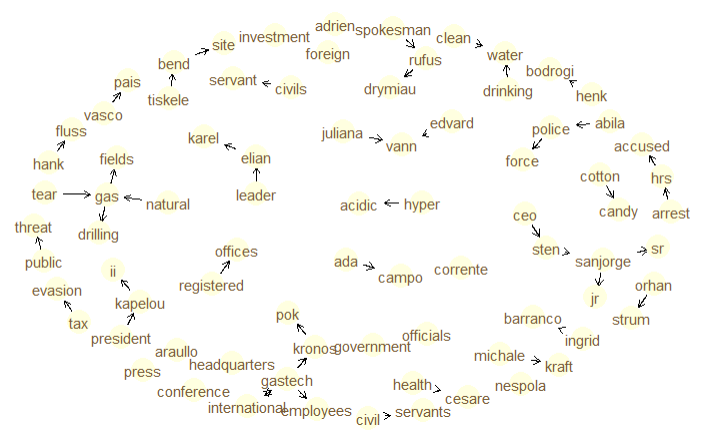 adrien
spokesman
investment
clean
site
foreign
water
bend
rufus
bodrogi
pais
servant
civils
drymiau
drinking
henk
tiskele
vasco
fluss
karel
juliana
edvard
police
abila
vann
accused
hank
fields
elian
force
tear
gas
natural
leader
cotton
hrs
acidic
hyper
candy
arrest
threat
drilling
ceo
public
ii
offices
sten
sanjorge
sr
ada
campo
corrente
evasion
registered
orhan
kapelou
jr
tax
president
pok
barranco
strum
araullo
kronos
government
officials
ingrid
press
headquarters
michale
kraft
conference
gastech
health
nespola
cesare
international
employees
civil
servants